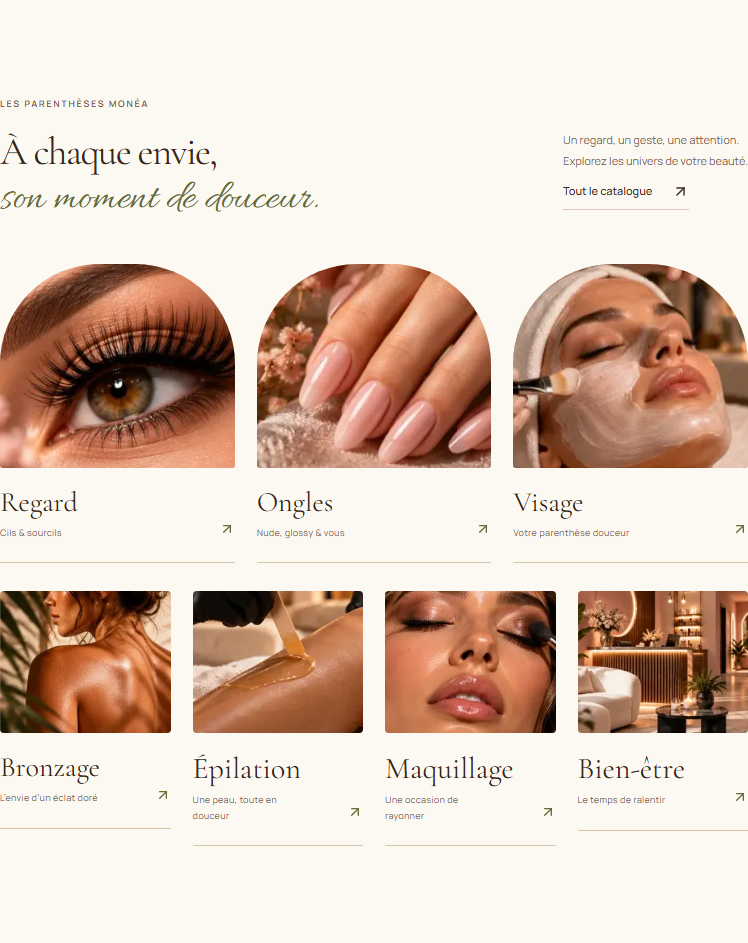 LES PARENTHÈSES MONÉA
À chaque envie,
son moment de douceur.
Un regard, un geste, une attention.
Explorez les univers de votre beauté.
Tout le catalogue
Regard
Cils & sourcils
Ongles
Nude, glossy & vous
Visage
Votre parenthèse douceur
Bronzage
L'envie d'un éclat doré
Épilation
Une peau, toute en
douceur
Maquillage
Une occasion de
rayonner
Bien-être
Le temps de ralentir